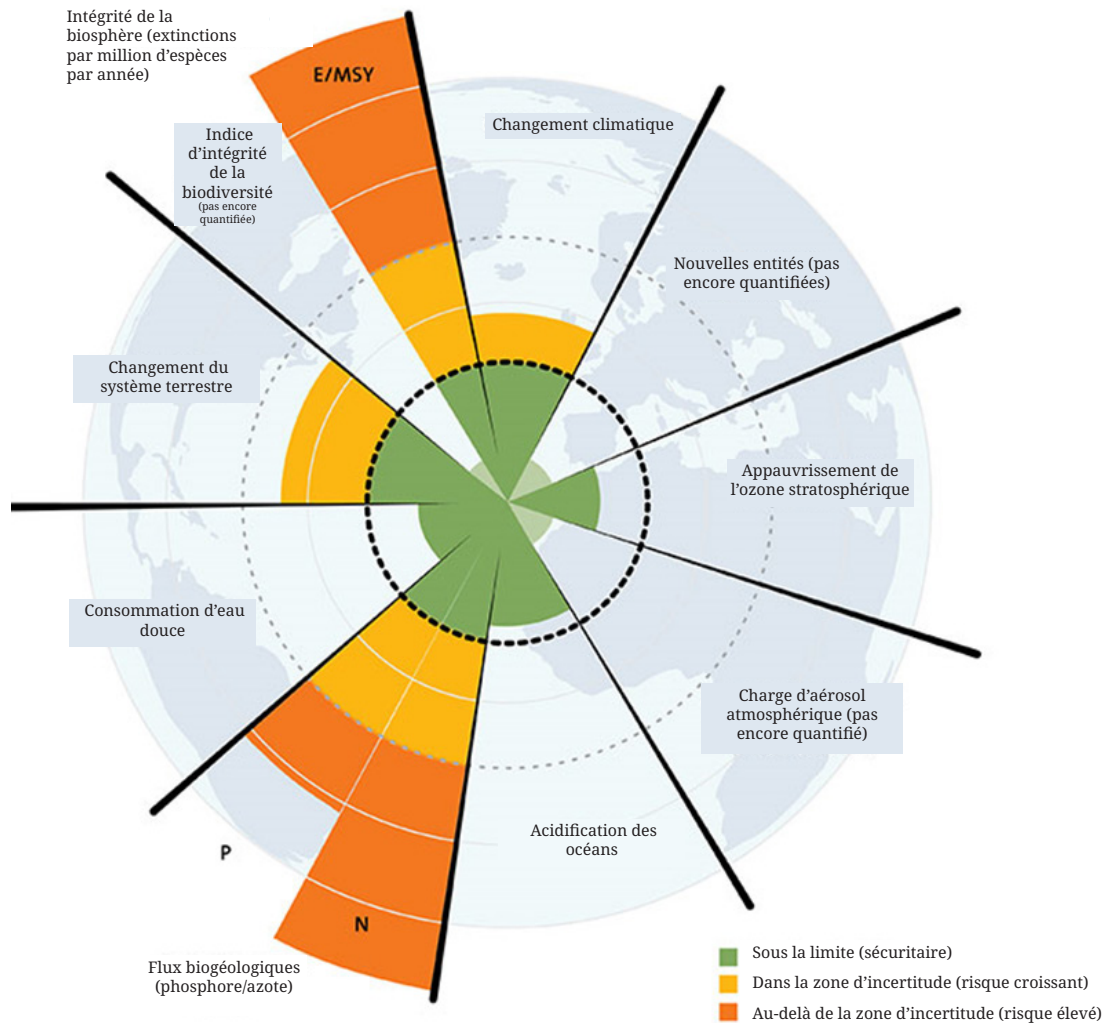 Intégrité de la
biosphère (extinctions
par million d'espèces
par année)
E/MSY
Changement climatique
Indice
d'intégrité
de la
biodiversité
(pas encore
quantifiée)
Nouvelles entités (pas
encore quantifiées)
Changement du
système terrestre
Appauvrissement de
l'ozone stratosphérique
Consommation d'eau
douce
Charge d'aérosol
atmosphérique (pas
encore quantifié)
Acidification des
océans
P
N
Flux biogéologiques
(phosphore/azote)
Sous la limite (sécuritaire)
Dans la zone d'incertitude (risque croissant)
Au-delà de la zone d'incertitude (risque élevé)